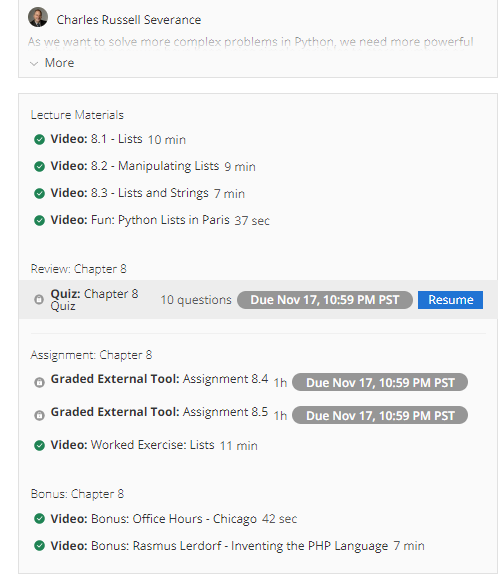 Charles Russell Severance
As we want to solve more complex problems in Python, we need more powerful
More
Lecture Materials
Video: 8.1 - Lists 10 min
Video: 8.2 - Manipulating Lists 9 min
Video: 8.3 - Lists and Strings 7 min
Video: Fun: Python Lists in Paris 37 sec
Review: Chapter 8
Quiz: Chapter 8
Quiz
10 questions Due Nov 17, 10:59 PM PST Resume
Assignment: Chapter 8
Graded External Tool: Assignment 8.4 1h Due Nov 17, 10:59 PM PST
Graded External Tool: Assignment 8.5 1h Due Nov 17, 10:59 PM PST
Video: Worked Exercise: Lists 11 min
Bonus: Chapter 8
Video: Bonus: Office Hours - Chicago 42 sec
Video: Bonus: Rasmus Lerdorf - Inventing the PHP Language 7 min